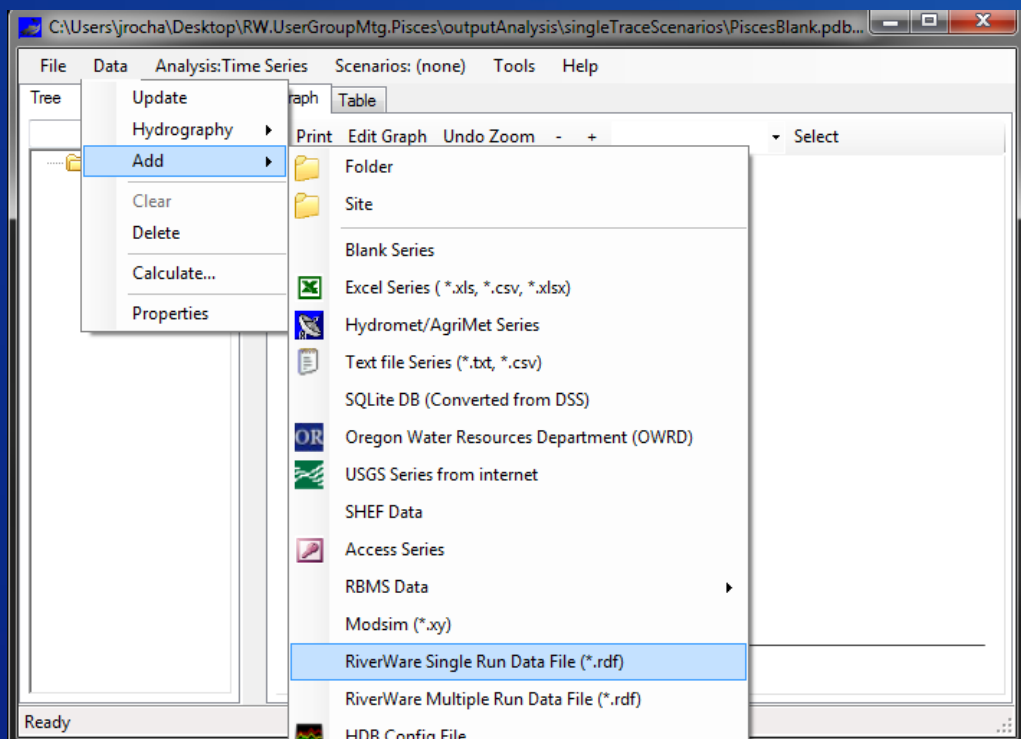 C:\Users\jrocha\Desktop\RW.UserGroupMtg.Pisces\outputAnalysis\singleTraceScenarios\PiscesBlank.pdb...
File Data Analysis:Time Series Scenarios: (none) Tools Help
Tree raph Table
Print Edit Graph Undo Zoom - + Select
Update
Hydrography
Add
Clear
Delete
Calculate...
Properties
Folder
Site
Blank Series
Excel Series ( *.xls, *.csv, *.xlsx)
Hydromet/AgriMet Series
Text file Series (*.txt, *.csv)
SQLite DB (Converted from DSS)
OR Oregon Water Resources Department (OWRD)
USGS Series from internet
SHEF Data
Access Series
RBMS Data
Modsim (*.xy)
RiverWare Single Run Data File (*.rdf)
RiverWare Multiple Run Data File (*.rdf)
HDB Config File
Ready